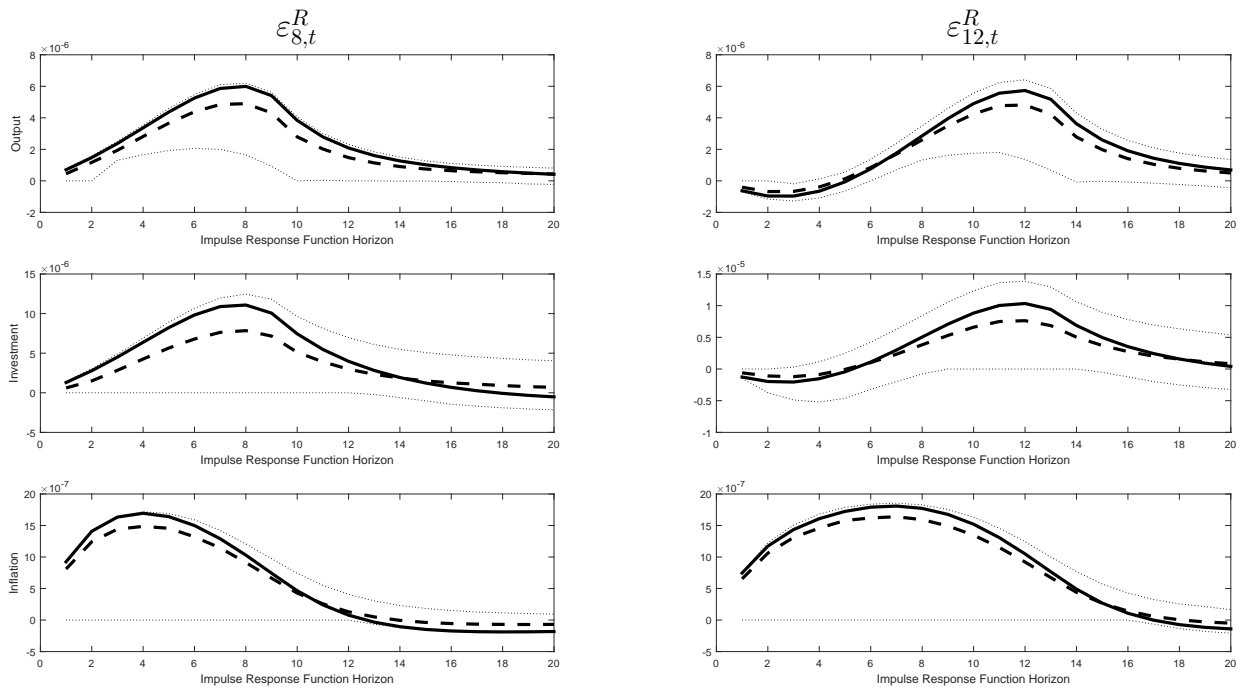 ε^R_{8,t}
ε^R_{12,t}
×10^-6
8
6
4
2
0
-2
Output
0 2 4 6 8 10 12 14 16 18 20
Impulse Response Function Horizon
×10^-6
8
6
4
2
0
-2
0 2 4 6 8 10 12 14 16 18 20
Impulse Response Function Horizon
×10^-6
15
10
5
0
-5
Investment
0 2 4 6 8 10 12 14 16 18 20
Impulse Response Function Horizon
×10^-5
1.5
1
0.5
0
-0.5
-1
0 2 4 6 8 10 12 14 16 18 20
Impulse Response Function Horizon
×10^-7
20
15
10
5
0
-5
Inflation
0 2 4 6 8 10 12 14 16 18 20
Impulse Response Function Horizon
×10^-7
20
15
10
5
0
-5
0 2 4 6 8 10 12 14 16 18 20
Impulse Response Function Horizon